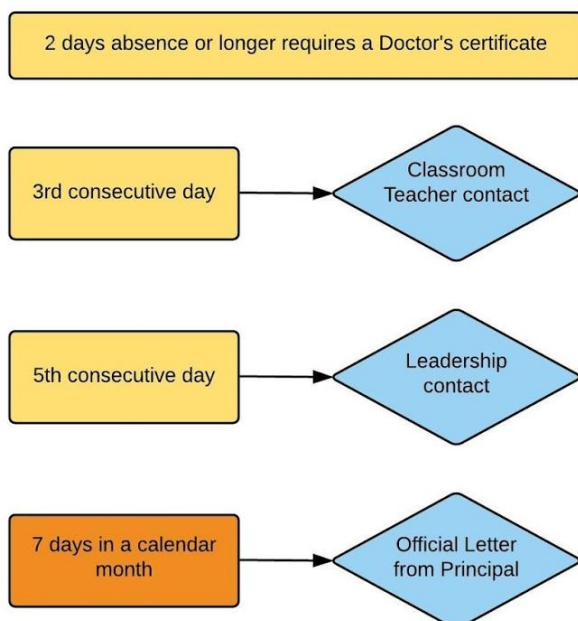 2 days absence or longer requires a Doctor's certificate
3rd consecutive day
Classroom
Teacher contact
5th consecutive day
Leadership
contact
7 days in a calendar
month
Official Letter
from Principal